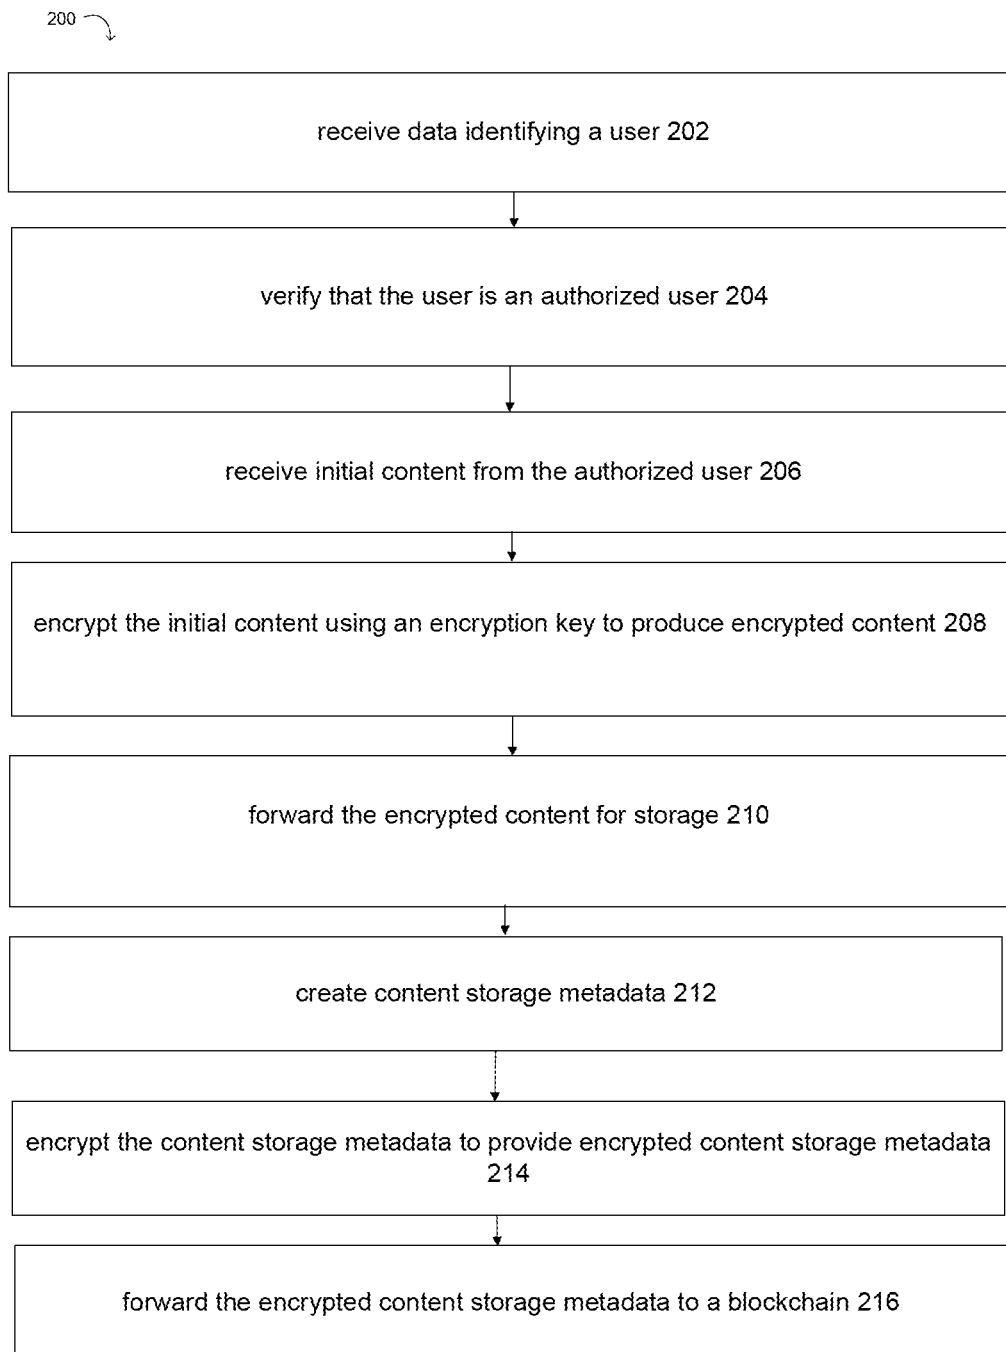 200
receive data identifying a user 202
verify that the user is an authorized user 204
receive initial content from the authorized user 206
encrypt the initial content using an encryption key to produce encrypted content 208
forward the encrypted content for storage 210
create content storage metadata 212
encrypt the content storage metadata to provide encrypted content storage metadata
214
forward the encrypted content storage metadata to a blockchain 216